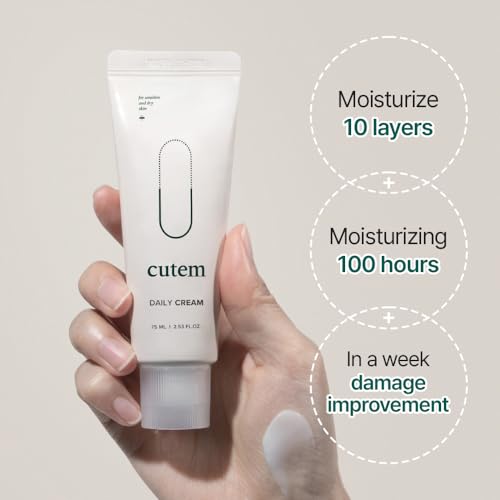 for sensitive
and dry
skin
cutem
DAILY CREAM
75 ML I 2.53 FL.OZ
Moisturize
10 layers
+
Moisturizing
100 hours
+
In a week
damage
improvement